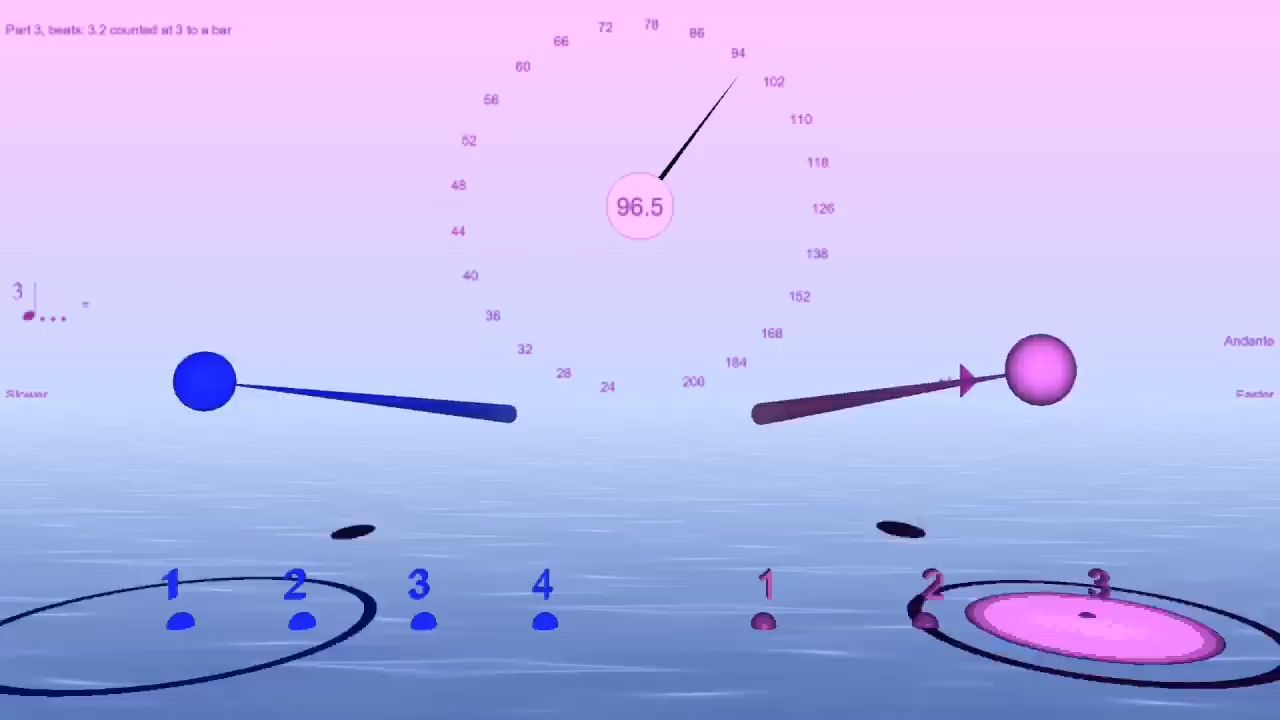 Part 3, beats: 3.2 counted at 3 to a bar
72 78 86
66 94
60 102
56 110
52 118
48 126
44 138
40 152
36 168
32 184
28 24 200
96.5
3
=
Andante
Slower
Faster
1 2 3 4 1 2 3